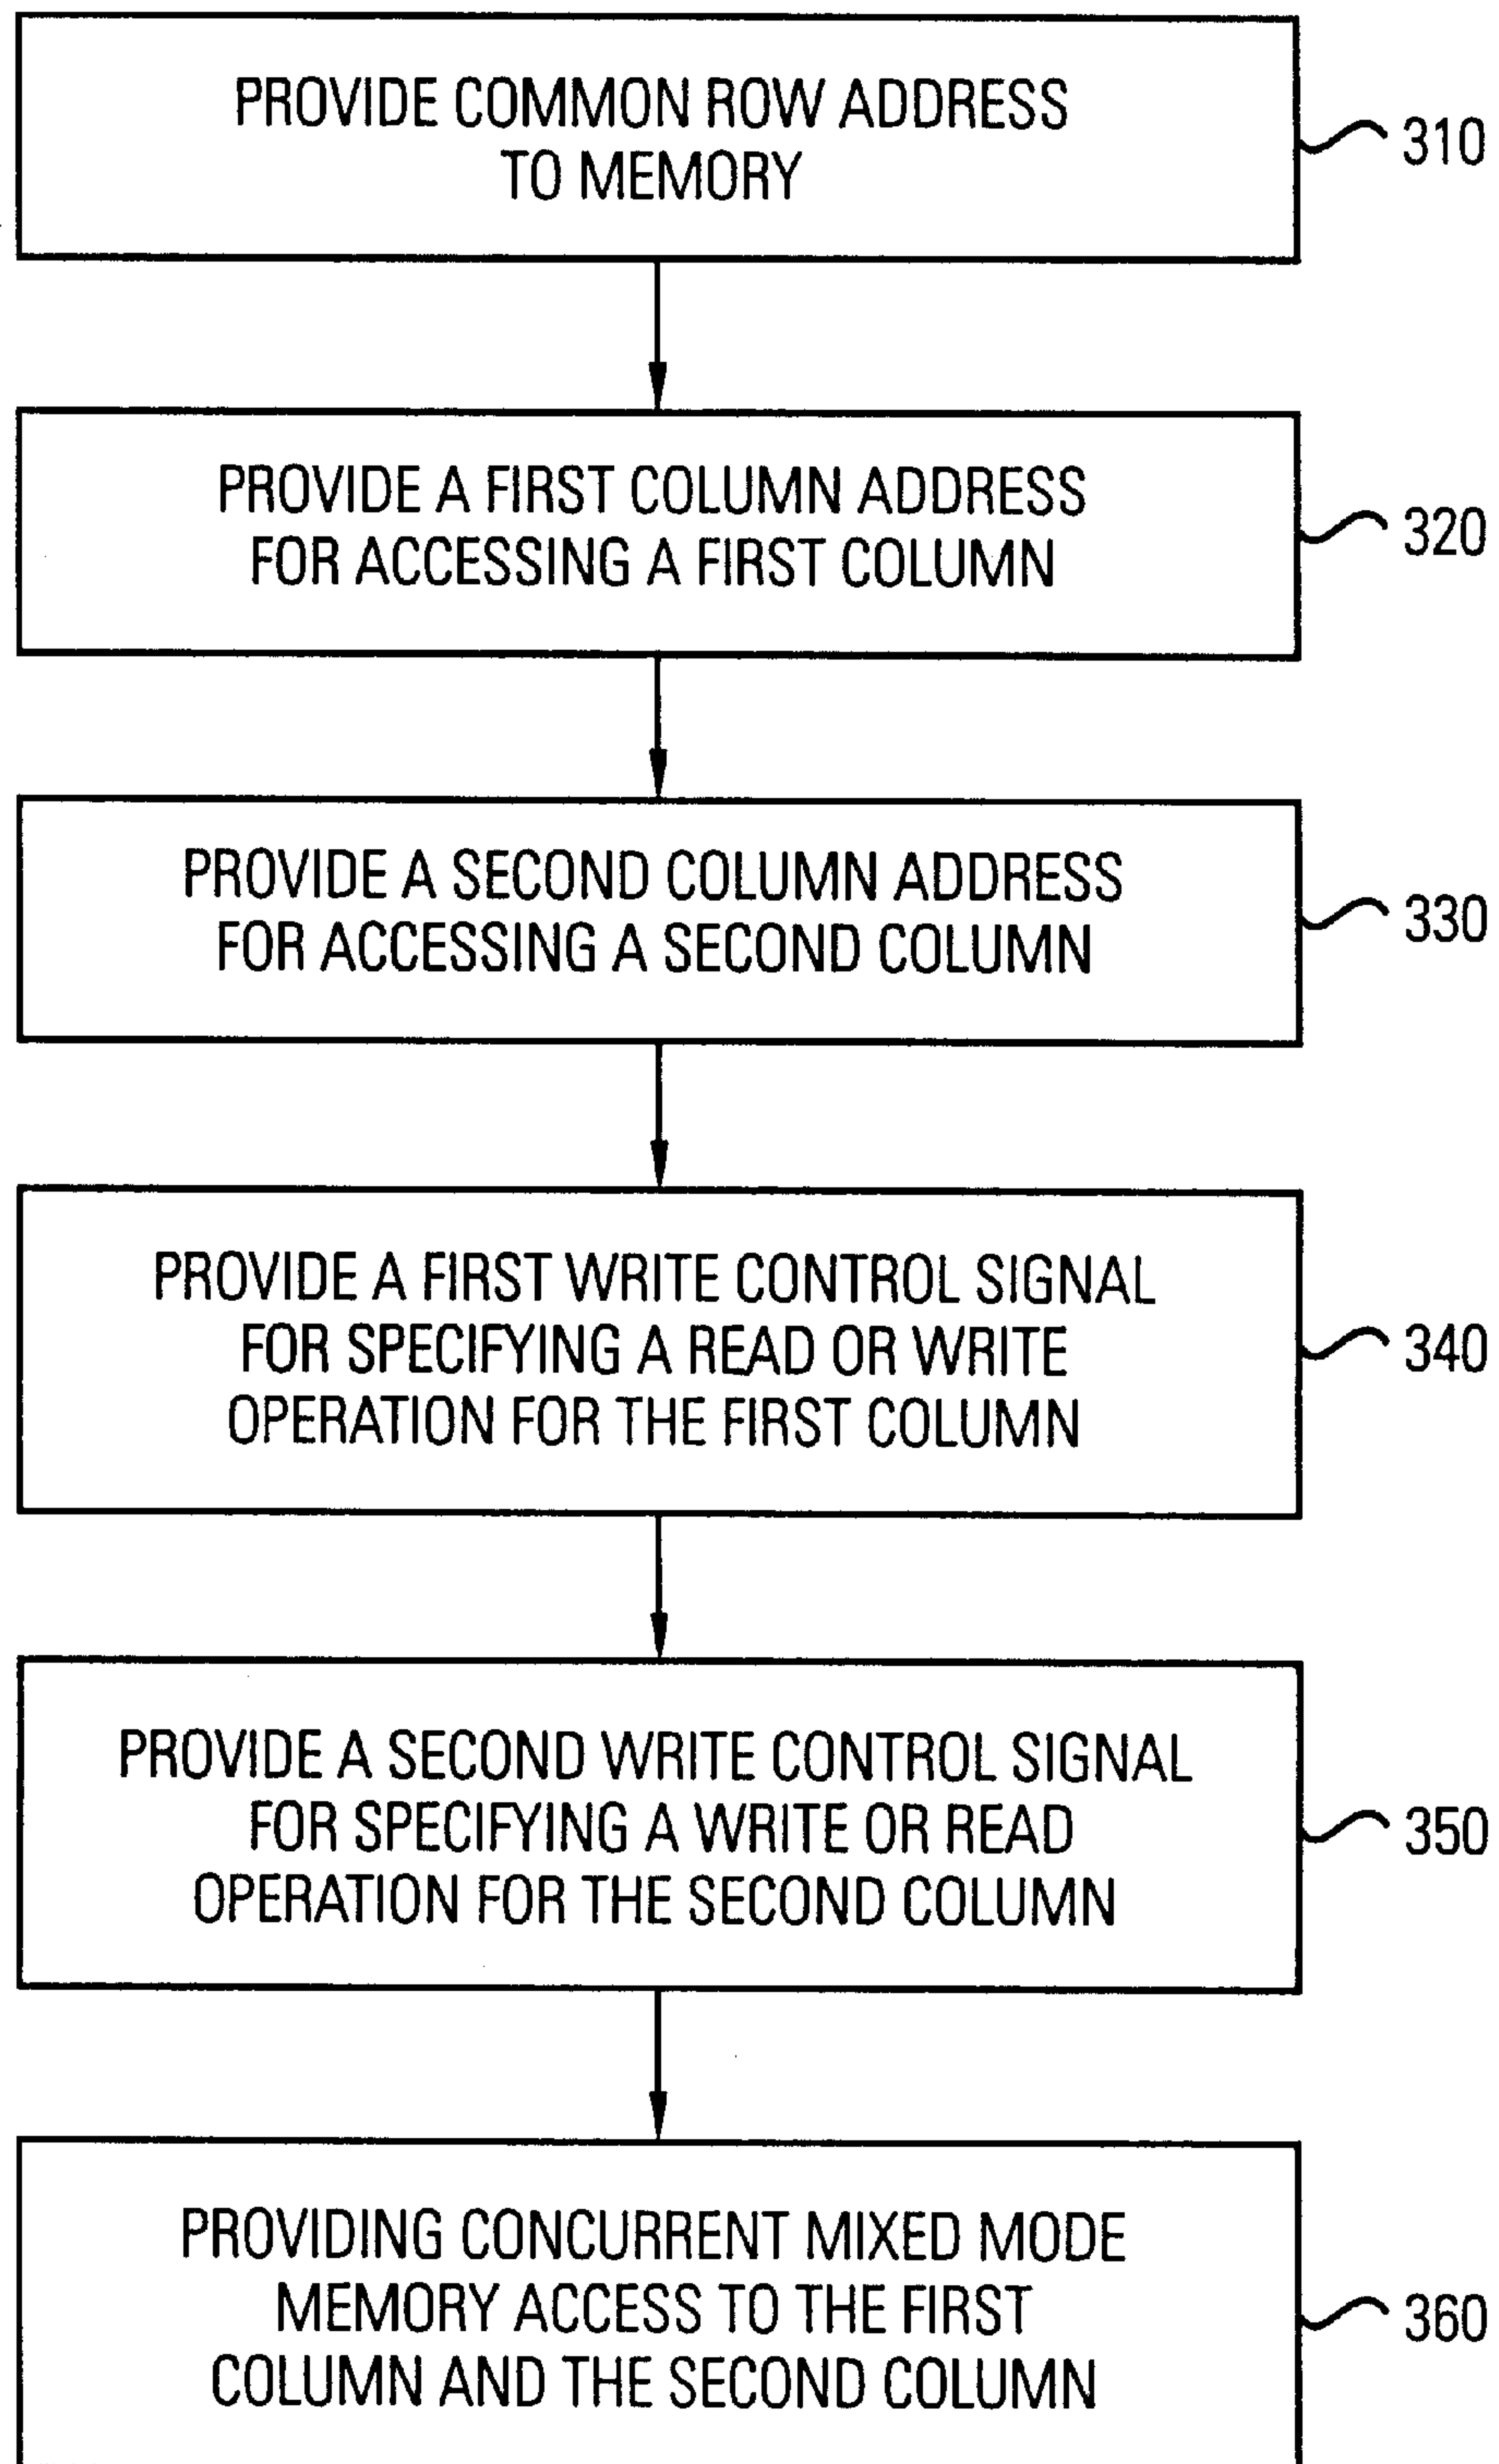 PROVIDE COMMON ROW ADDRESS
TO MEMORY
310
PROVIDE A FIRST COLUMN ADDRESS
FOR ACCESSING A FIRST COLUMN
320
PROVIDE A SECOND COLUMN ADDRESS
FOR ACCESSING A SECOND COLUMN
330
PROVIDE A FIRST WRITE CONTROL SIGNAL
FOR SPECIFYING A READ OR WRITE
OPERATION FOR THE FIRST COLUMN
340
PROVIDE A SECOND WRITE CONTROL SIGNAL
FOR SPECIFYING A WRITE OR READ
OPERATION FOR THE SECOND COLUMN
350
PROVIDING CONCURRENT MIXED MODE
MEMORY ACCESS TO THE FIRST
COLUMN AND THE SECOND COLUMN
360